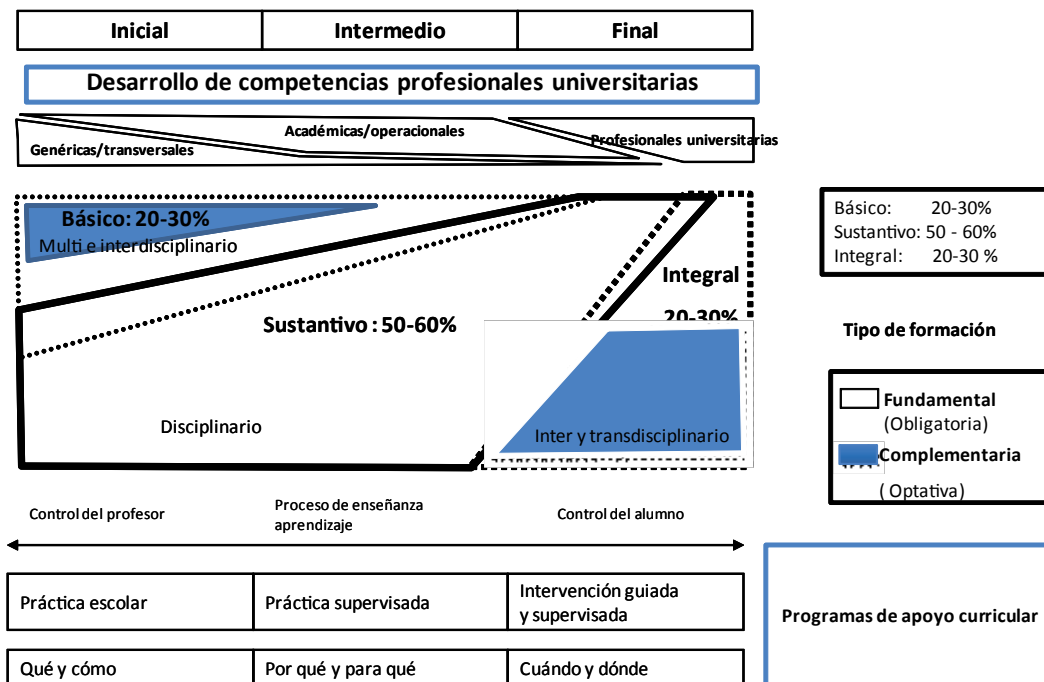 Inicial
Intermedio
Final
Desarrollo de competencias profesionales universitarias
Académicas/operacionales
Profesionales universitarias
Genéricas/transversales
Básico: 20-30%
Multi e interdisciplinario
Integral
20-30%
Sustantivo : 50-60%
Disciplinario
Inter y transdisciplinario
Básico: 20-30%
Sustantivo: 50 - 60%
Integral: 20-30 %
Tipo de formación
Fundamental
(Obligatoria)
Complementaria
( Optativa)
Control del profesor
Proceso de enseñanza
aprendizaje
Control del alumno
Práctica escolar
Práctica supervisada
Intervención guiada
y supervisada
Programas de apoyo curricular
Qué y cómo
Por qué y para qué
Cuándo y dónde